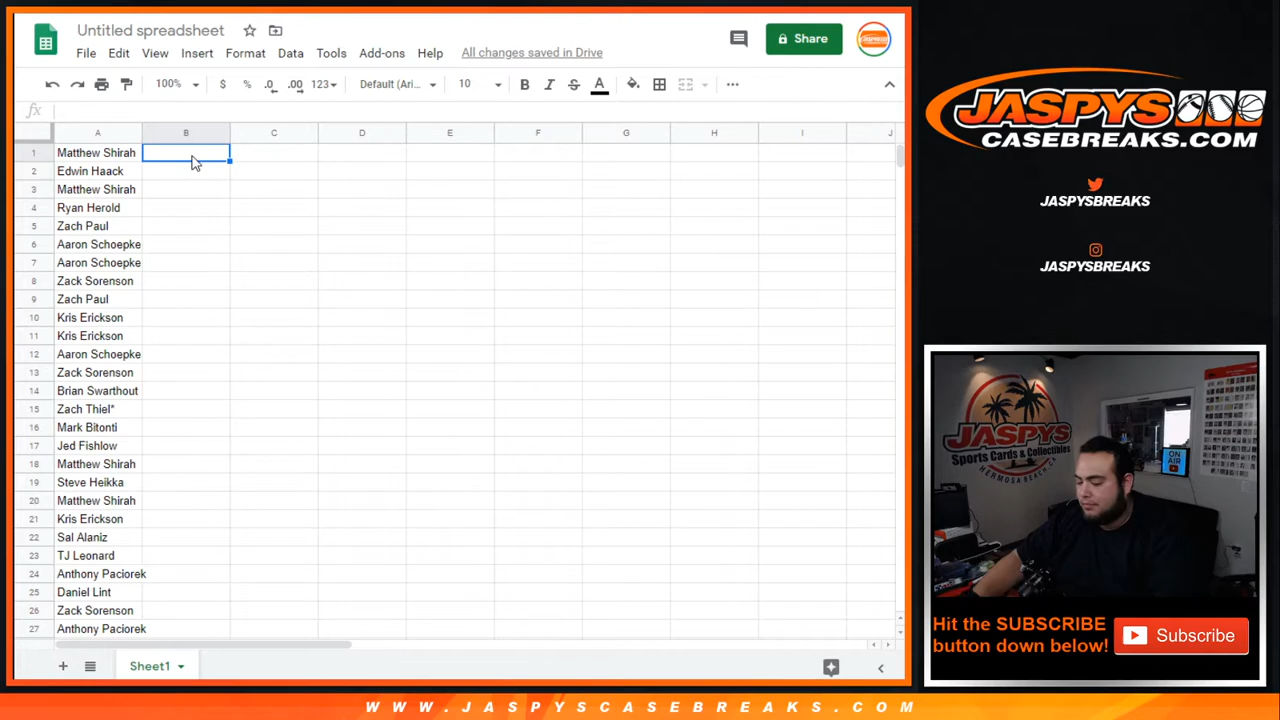 Untitled spreadsheet
File Edit View Insert Format Data Tools Add-ons Help All changes saved in Drive
Share
100% $ % .0 .00 123 Default (Ari... 10 B I S A
fx
A B C D E F G H I J
1 Matthew Shirah
2 Edwin Haack
3 Matthew Shirah
4 Ryan Herold
5 Zach Paul
6 Aaron Schoepke
7 Aaron Schoepke
8 Zack Sorenson
9 Zach Paul
10 Kris Erickson
11 Kris Erickson
12 Aaron Schoepke
13 Zack Sorenson
14 Brian Swarthout
15 Zach Thiel*
16 Mark Bitonti
17 Jed Fishlow
18 Matthew Shirah
19 Steve Heikka
20 Matthew Shirah
21 Kris Erickson
22 Sal Alaniz
23 TJ Leonard
24 Anthony Paciorek
25 Daniel Lint
26 Zack Sorenson
27 Anthony Paciorek
Sheet1
JASPYS
CASEBREAKS.COM
JASPYSBREAKS
JASPYSBREAKS
JASPYS
Sports Cards & Collectibles
HERMOSA BEACH, CA
ON AIR
Hit the SUBSCRIBE
button down below!
Subscribe
WWW.JASPYSCASEBREAKS.COM